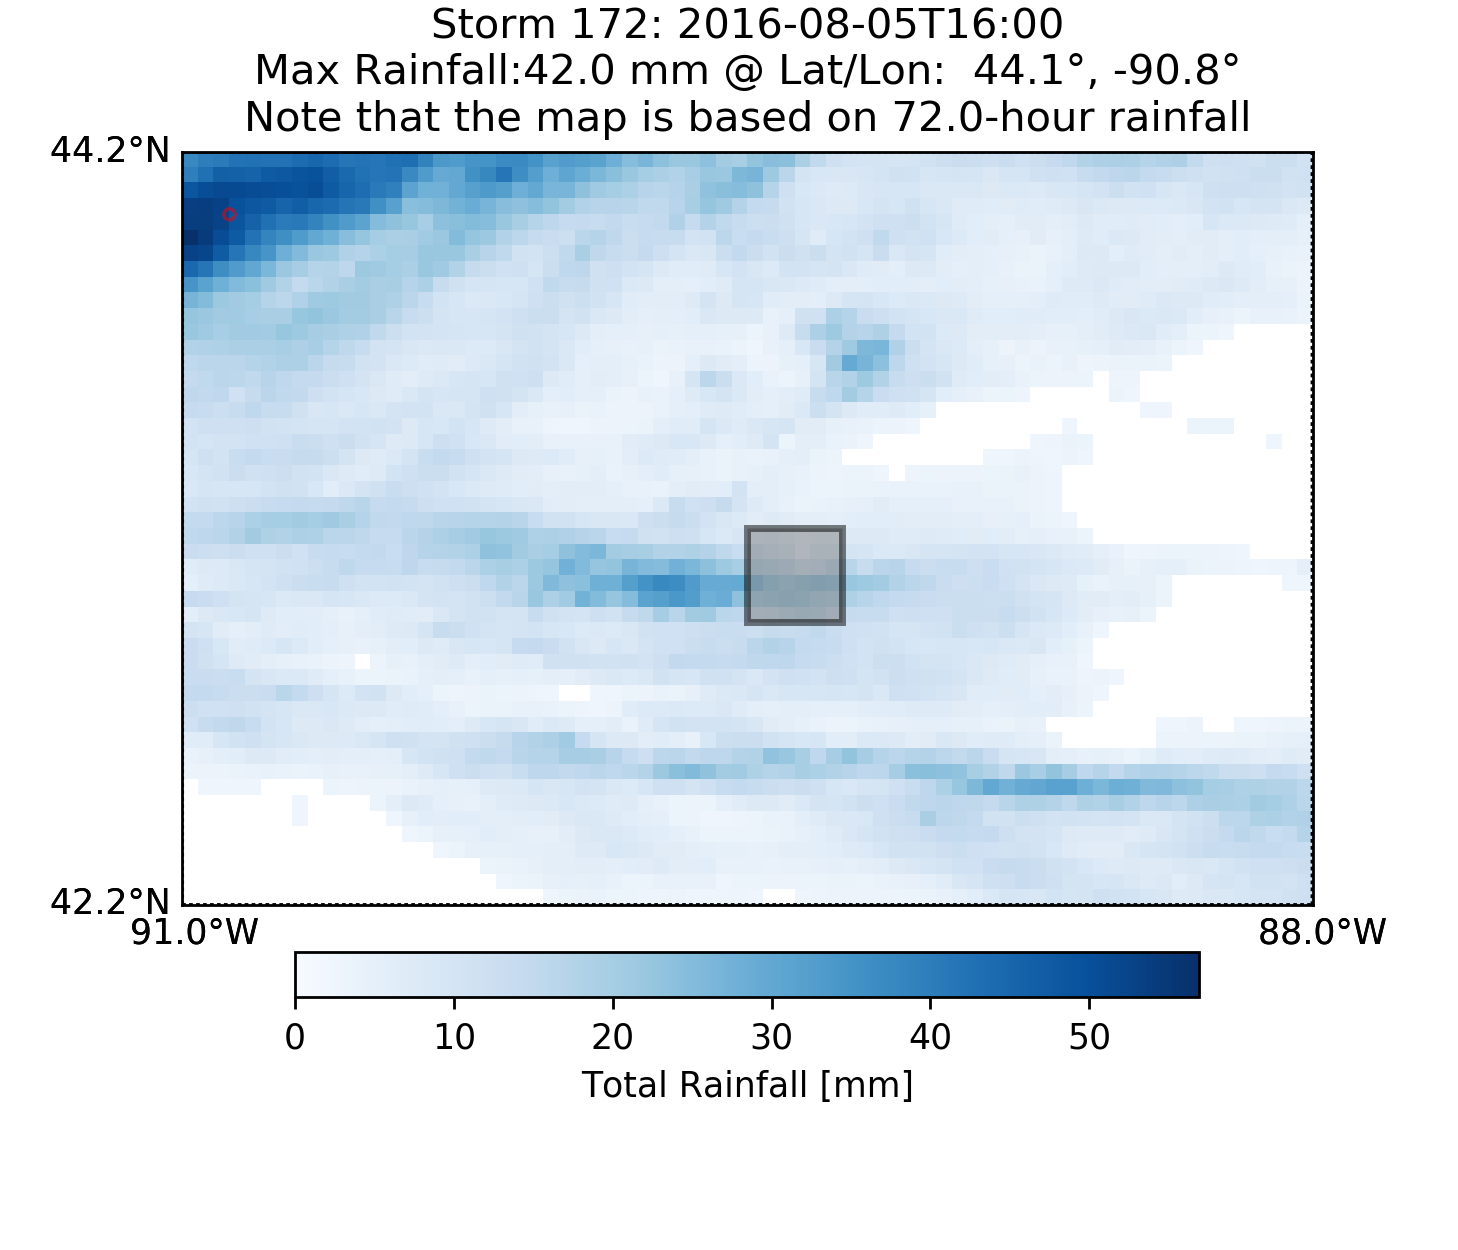 Storm 172: 2016-08-05T16:00
Max Rainfall:42.0 mm @ Lat/Lon:  44.1°, -90.8°
Note that the map is based on 72.0-hour rainfall
44.2°N
42.2°N
91.0°W 88.0°W
0 10 20 30 40 50
Total Rainfall [mm]